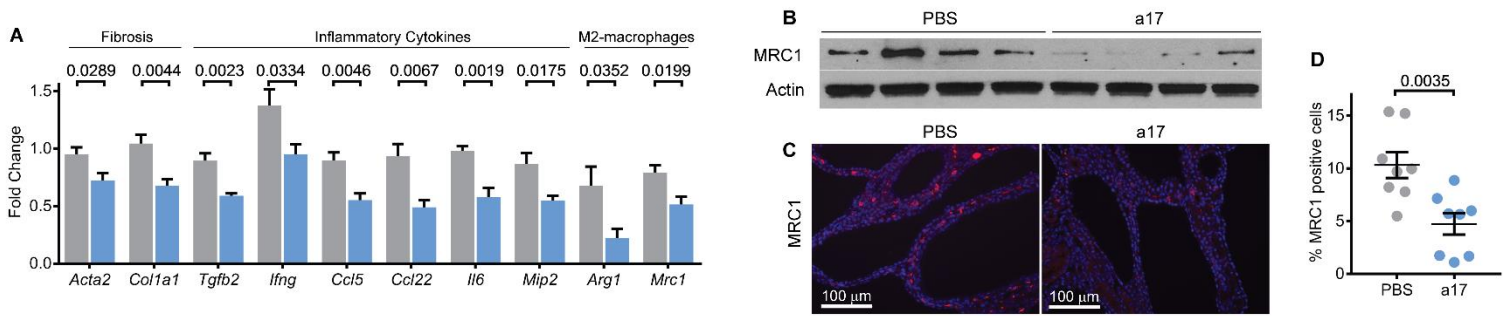 A
Fibrosis
Inflammatory Cytokines
M2-macrophages
0.0289 0.0044 0.0023 0.0334 0.0046 0.0067 0.0019 0.0175 0.0352 0.0199
Fold Change
1.5
1.0
0.5
0.0
Acta2 Col1a1 Tgfb2 Ifng Ccl5 Ccl22 Il6 Mip2 Arg1 Mrc1
B
PBS a17
MRC1
Actin
C
PBS a17
MRC1
100 μm
100 μm
D
0.0035
% MRC1 positive cells
15
10
5
0
PBS a17